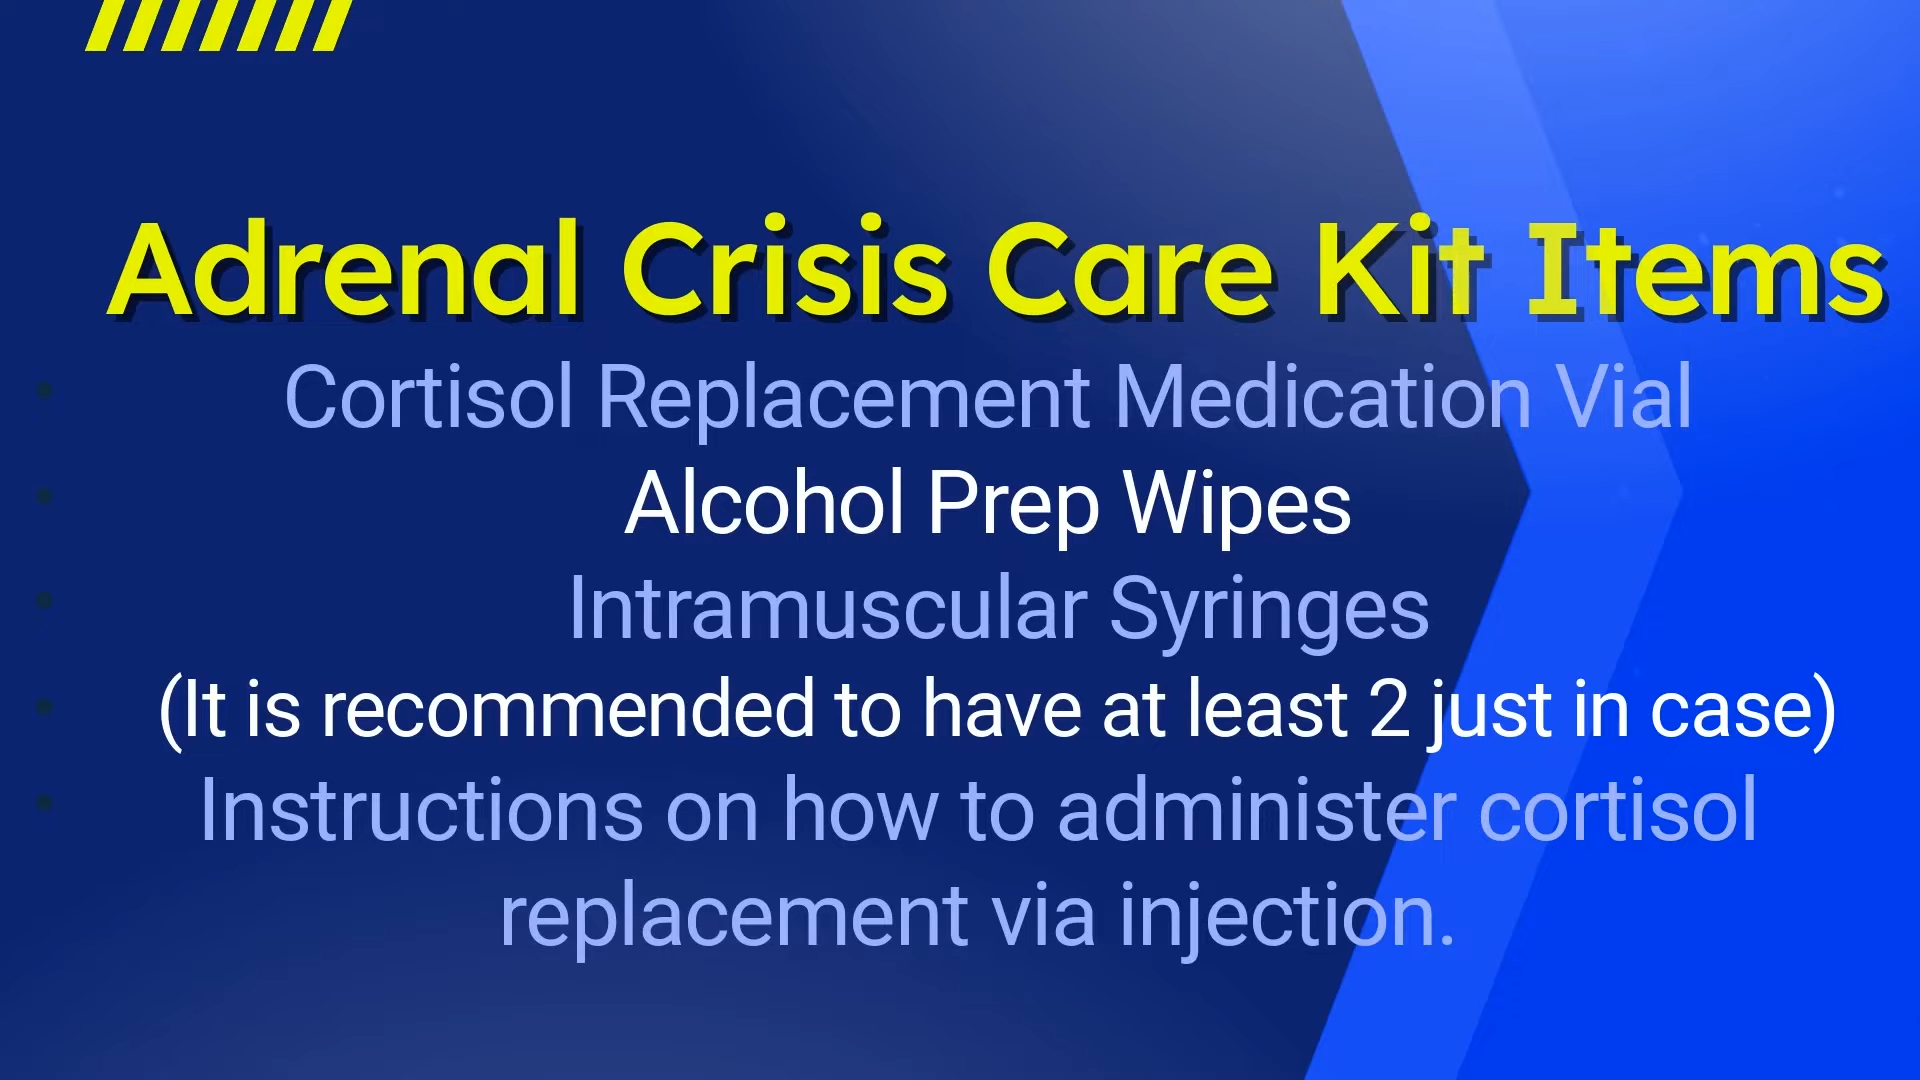 Adrenal Crisis Care Kit Items
Cortisol Replacement Medication Vial
Alcohol Prep Wipes
Intramuscular Syringes
(It is recommended to have at least 2 just in case)
Instructions on how to administer cortisol
replacement via injection.